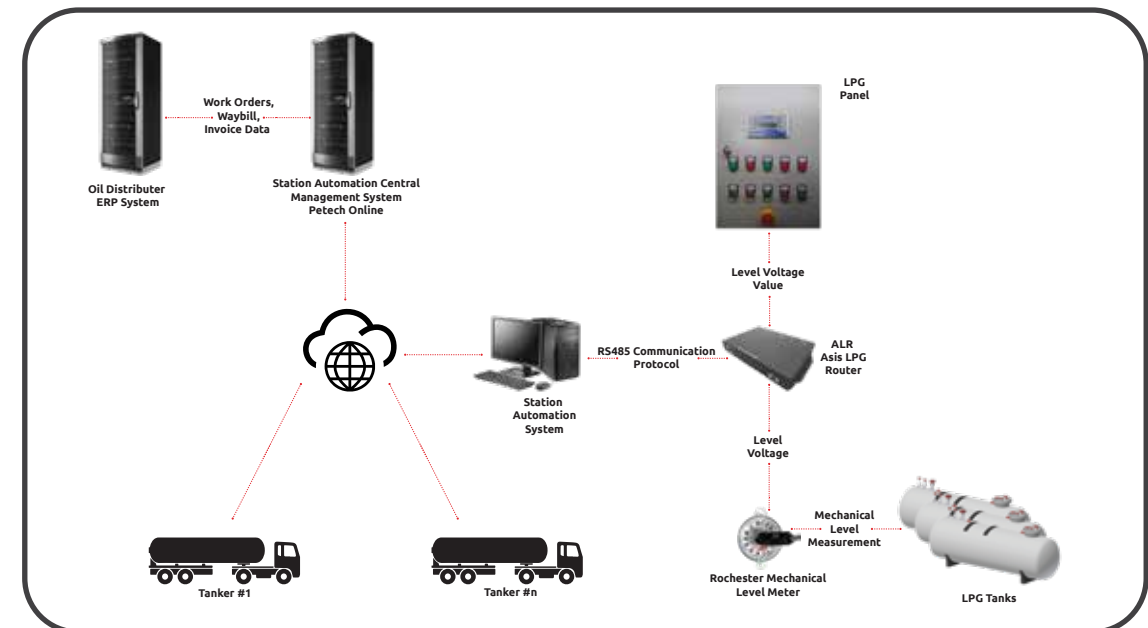 LPG
Panel
Work Orders,
Waybill,
Invoice Data
Oil Distributer
ERP System
Station Automation Central
Management System
Petech Online
Level Voltage
Value
RS485 Communication
Protocol
ALR
Asis LPG
Router
Station
Automation
System
Level
Voltage
Mechanical
Level
Measurement
Rochester Mechanical
Level Meter
LPG Tanks
Tanker #1
Tanker #n